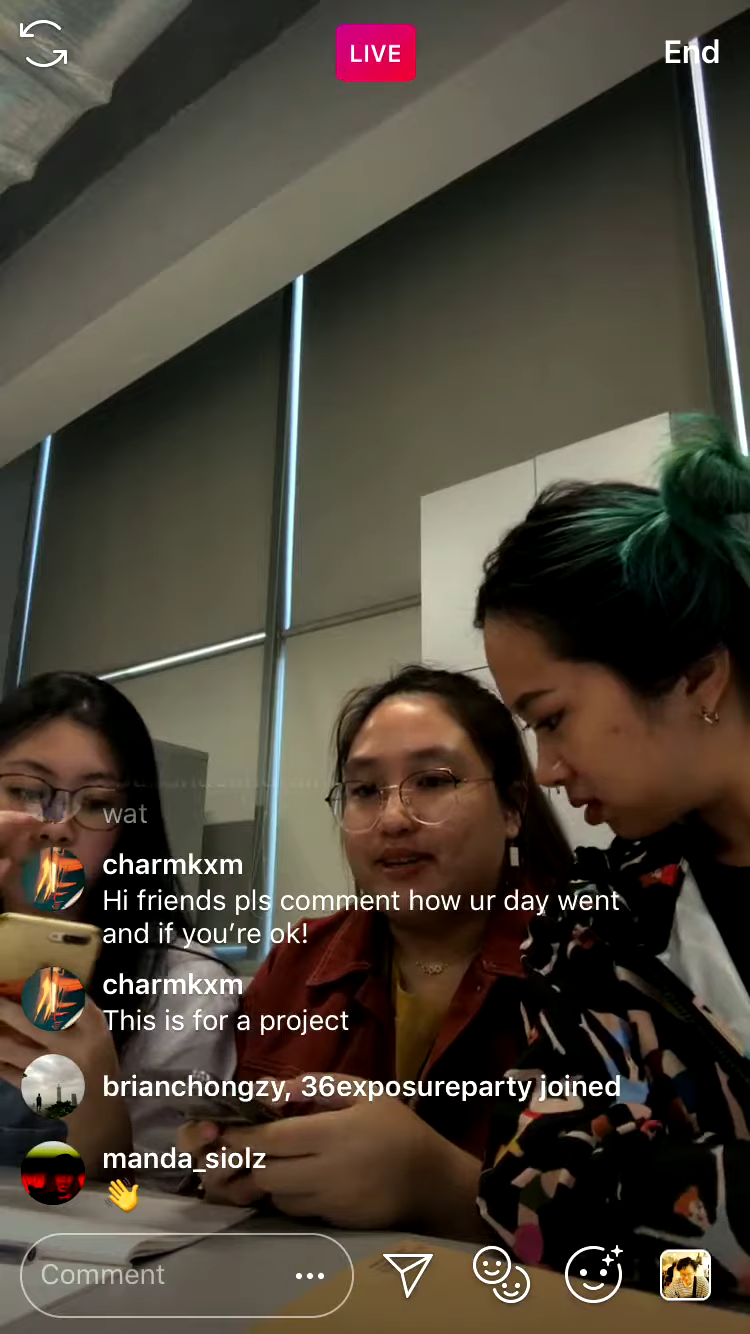 LIVE
End
wat
charmkxm
Hi friends pls comment how ur day went
and if you’re ok!
charmkxm
This is for a project
brianchongzy, 36exposureparty joined
manda_siolz
👋
Comment